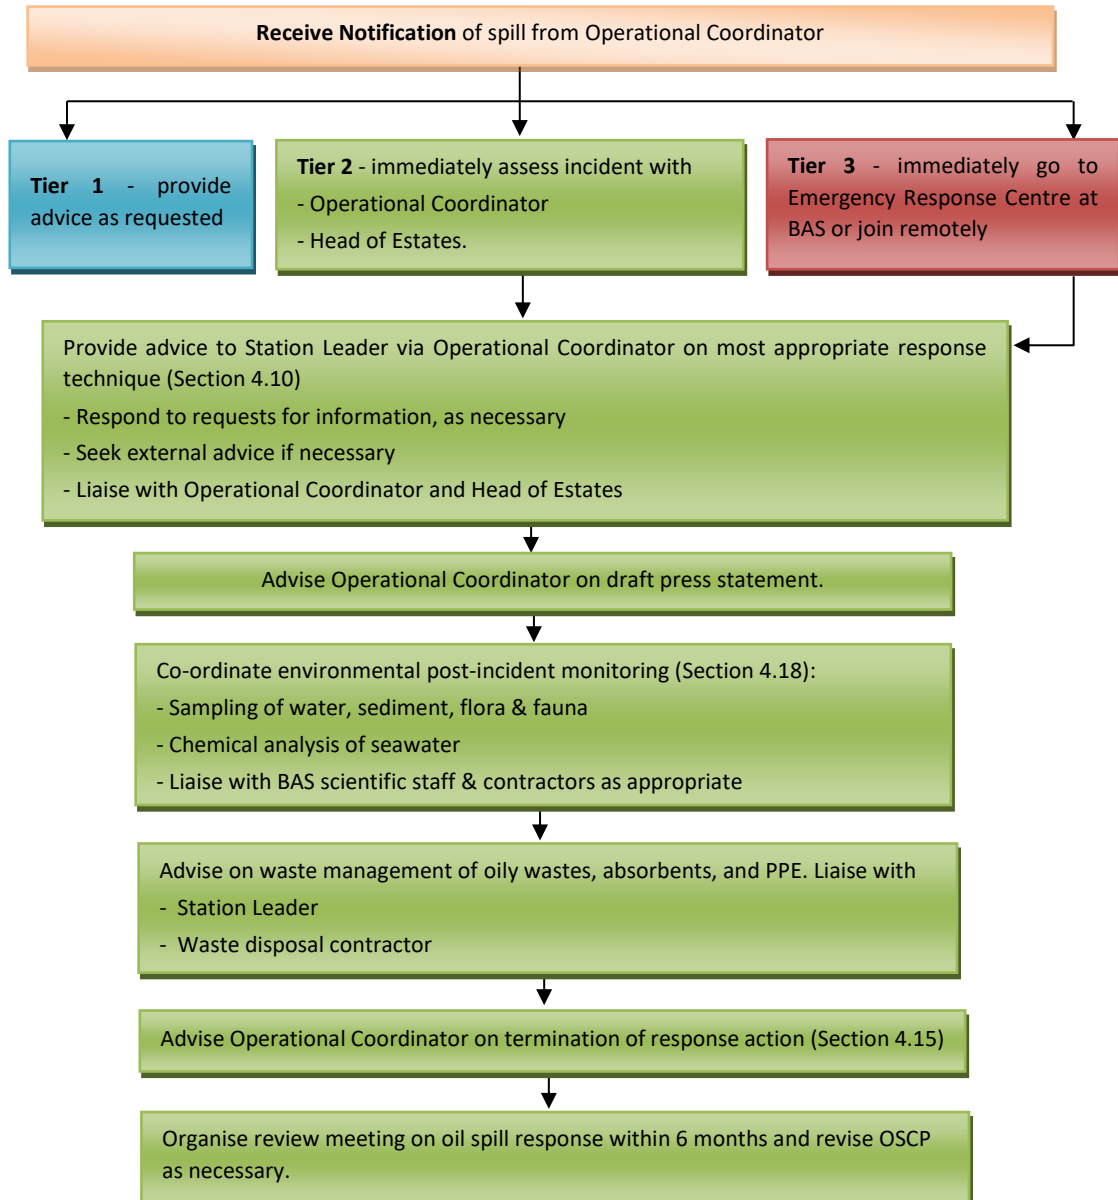 Receive Notification of spill from Operational Coordinator
Tier 1 - provide
advice as requested
Tier 2 - immediately assess incident with
- Operational Coordinator
- Head of Estates.
Tier 3 - immediately go to
Emergency Response Centre at
BAS or join remotely
Provide advice to Station Leader via Operational Coordinator on most appropriate response
technique (Section 4.10)
- Respond to requests for information, as necessary
- Seek external advice if necessary
- Liaise with Operational Coordinator and Head of Estates
Advise Operational Coordinator on draft press statement.
Co-ordinate environmental post-incident monitoring (Section 4.18):
- Sampling of water, sediment, flora & fauna
- Chemical analysis of seawater
- Liaise with BAS scientific staff & contractors as appropriate
Advise on waste management of oily wastes, absorbents, and PPE. Liaise with
- Station Leader
- Waste disposal contractor
Advise Operational Coordinator on termination of response action (Section 4.15)
Organise review meeting on oil spill response within 6 months and revise OSCP
as necessary.